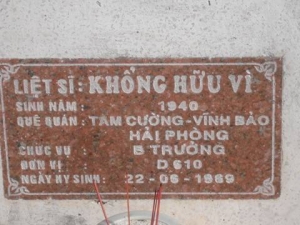 LIỆT SĨ: KHỔNG HỮU VÌ
SINH NĂM : 1940
QUÊ QUÁN: TAM CƯỜNG-VĨNH BẢO
HẢI PHÒNG
CHỨC VỤ : B TRƯỞNG
ĐƠN VỊ : D 610
NGÀY HY SINH: 22-06-1969